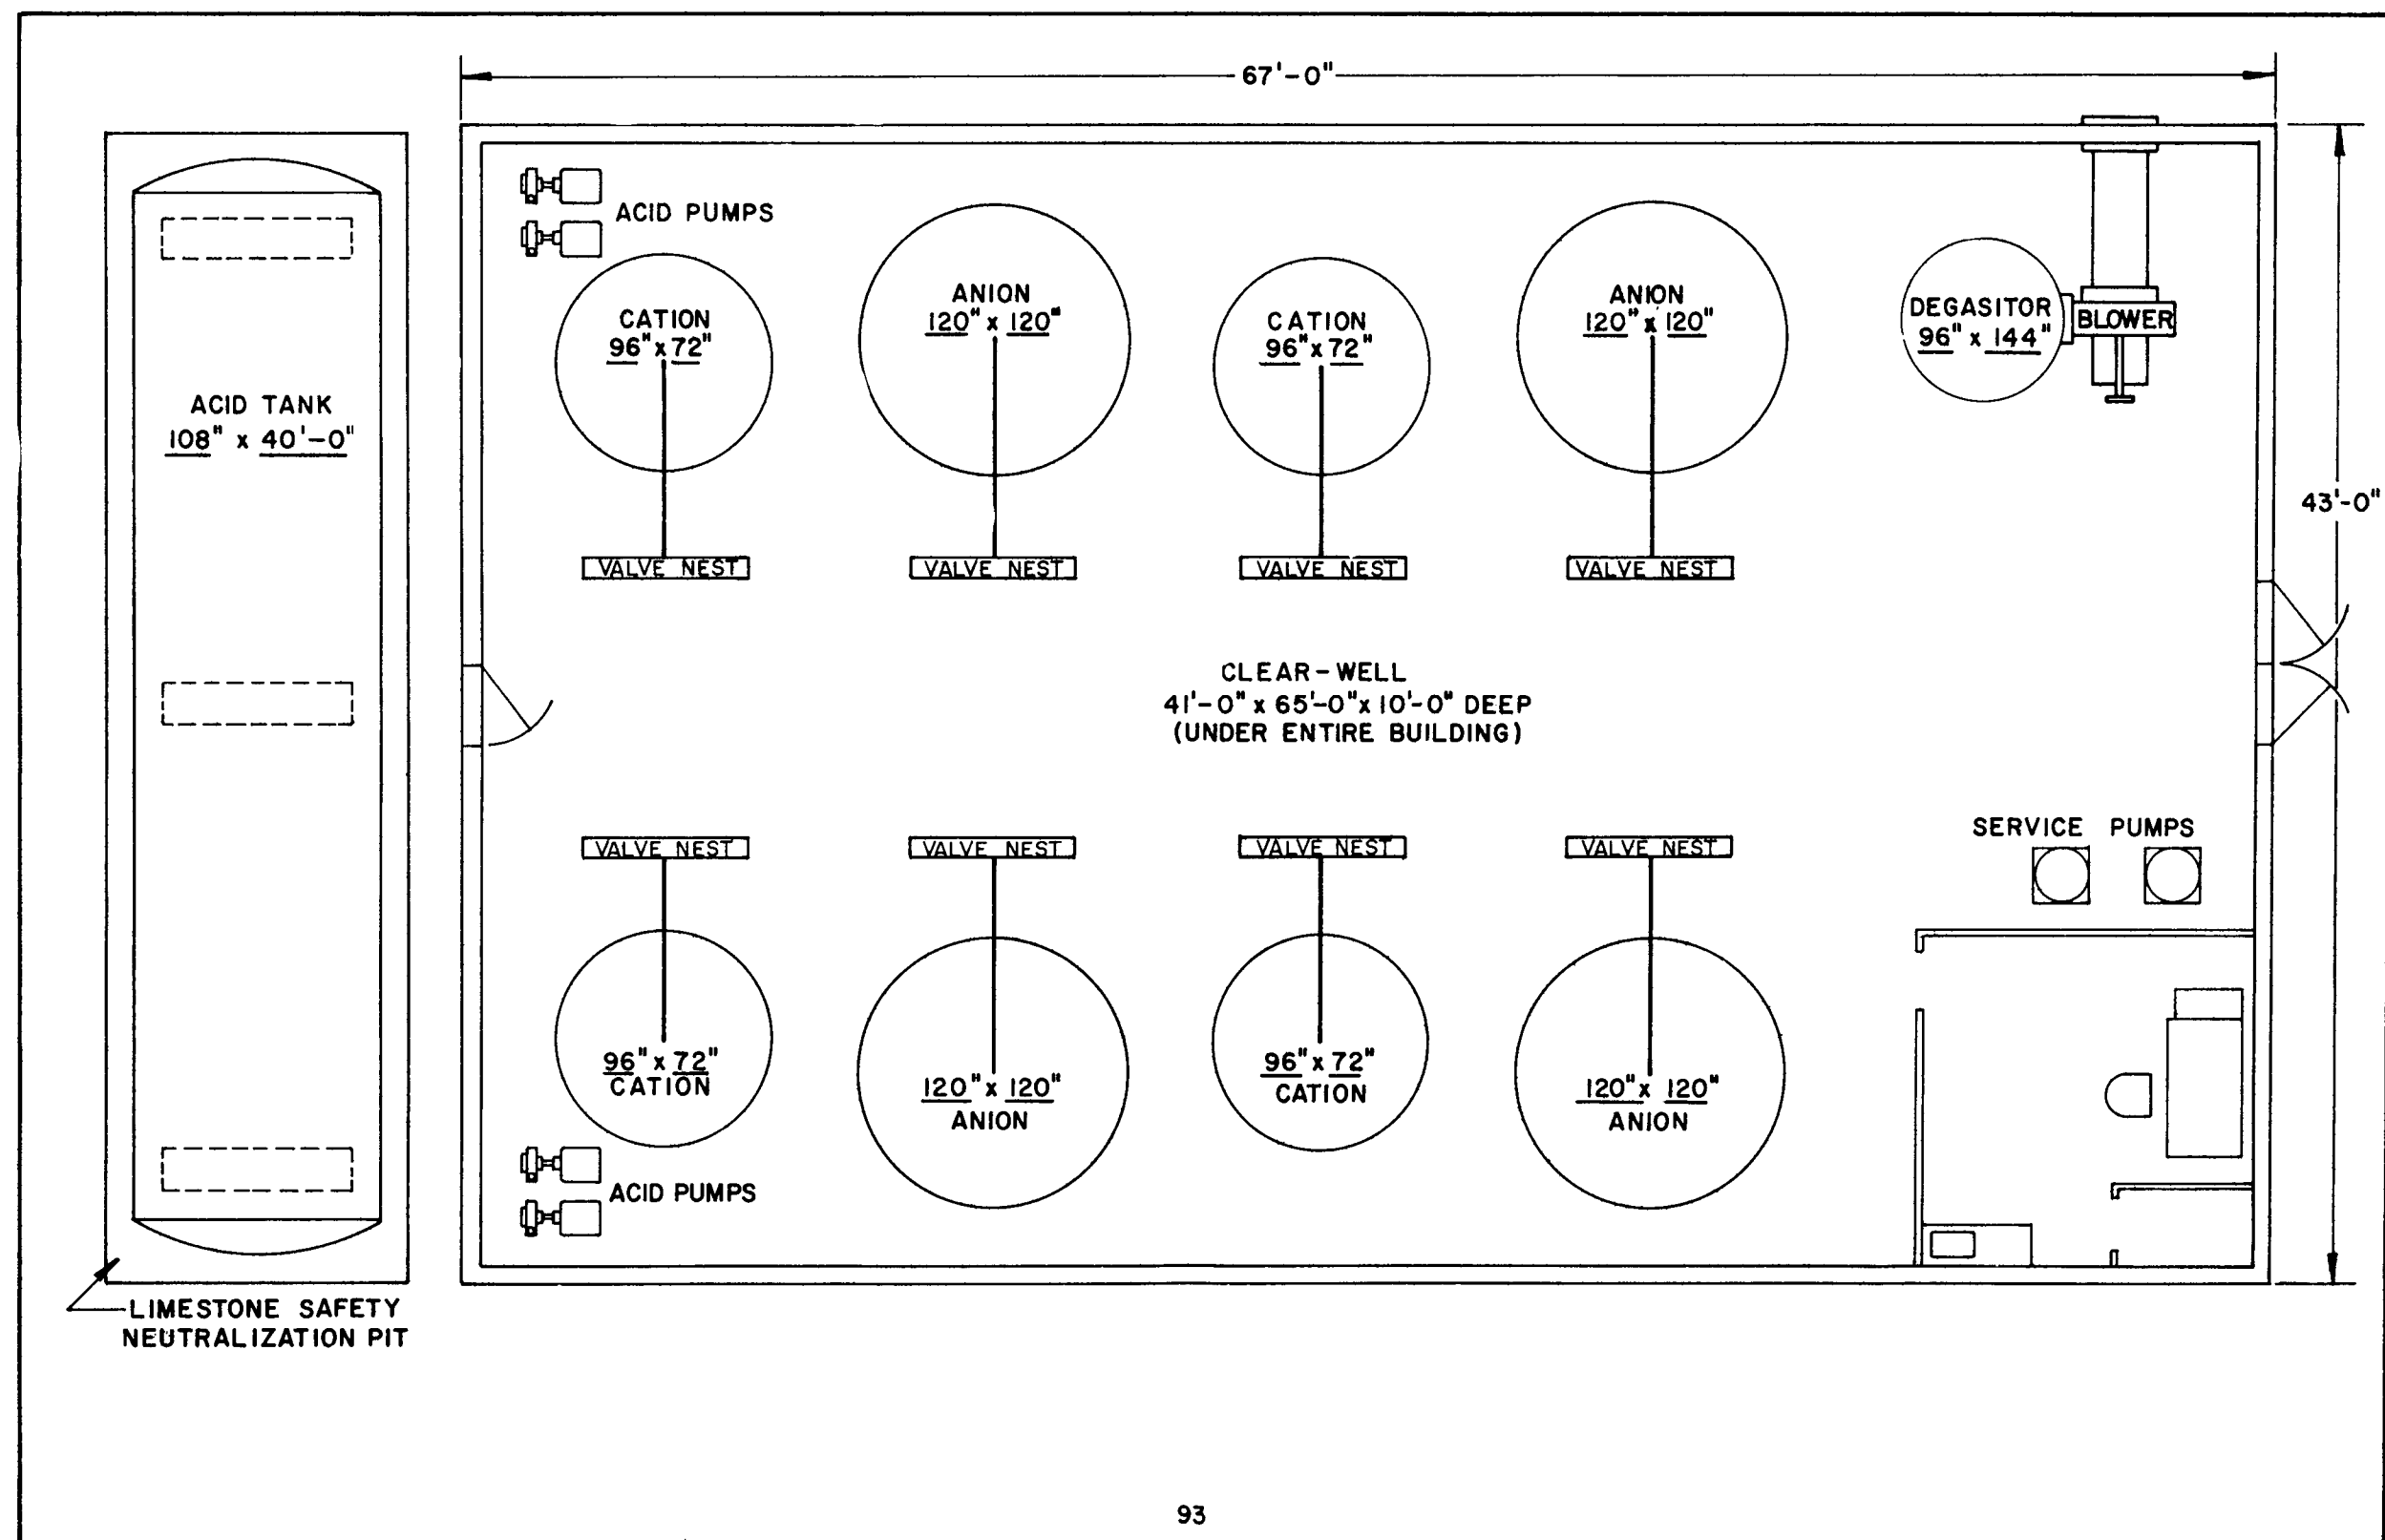 67'-0"
ACID PUMPS
CATION
96" x 72"
ANION
120" x 120"
CATION
96" x 72"
ANION
120" x 120"
DEGASITOR
96" x 144"
BLOWER
ACID TANK
108" x 40'-0"
43'-0"
VALVE NEST
VALVE NEST
VALVE NEST
VALVE NEST
CLEAR-WELL
41'-0" x 65'-0" x 10'-0" DEEP
(UNDER ENTIRE BUILDING)
SERVICE PUMPS
VALVE NEST
VALVE NEST
VALVE NEST
VALVE NEST
96" x 72"
CATION
120" x 120"
ANION
96" x 72"
CATION
120" x 120"
ANION
ACID PUMPS
LIMESTONE SAFETY
NEUTRALIZATION PIT
93